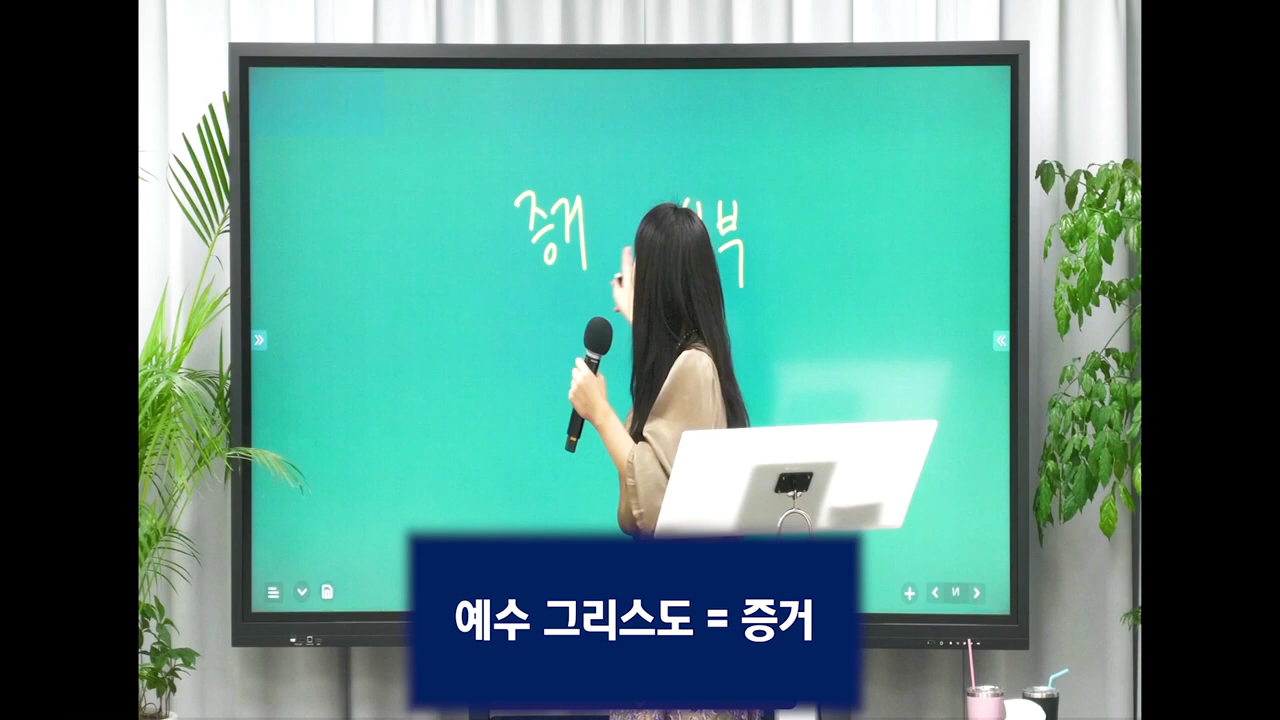 증거
예수 그리스도 = 증거